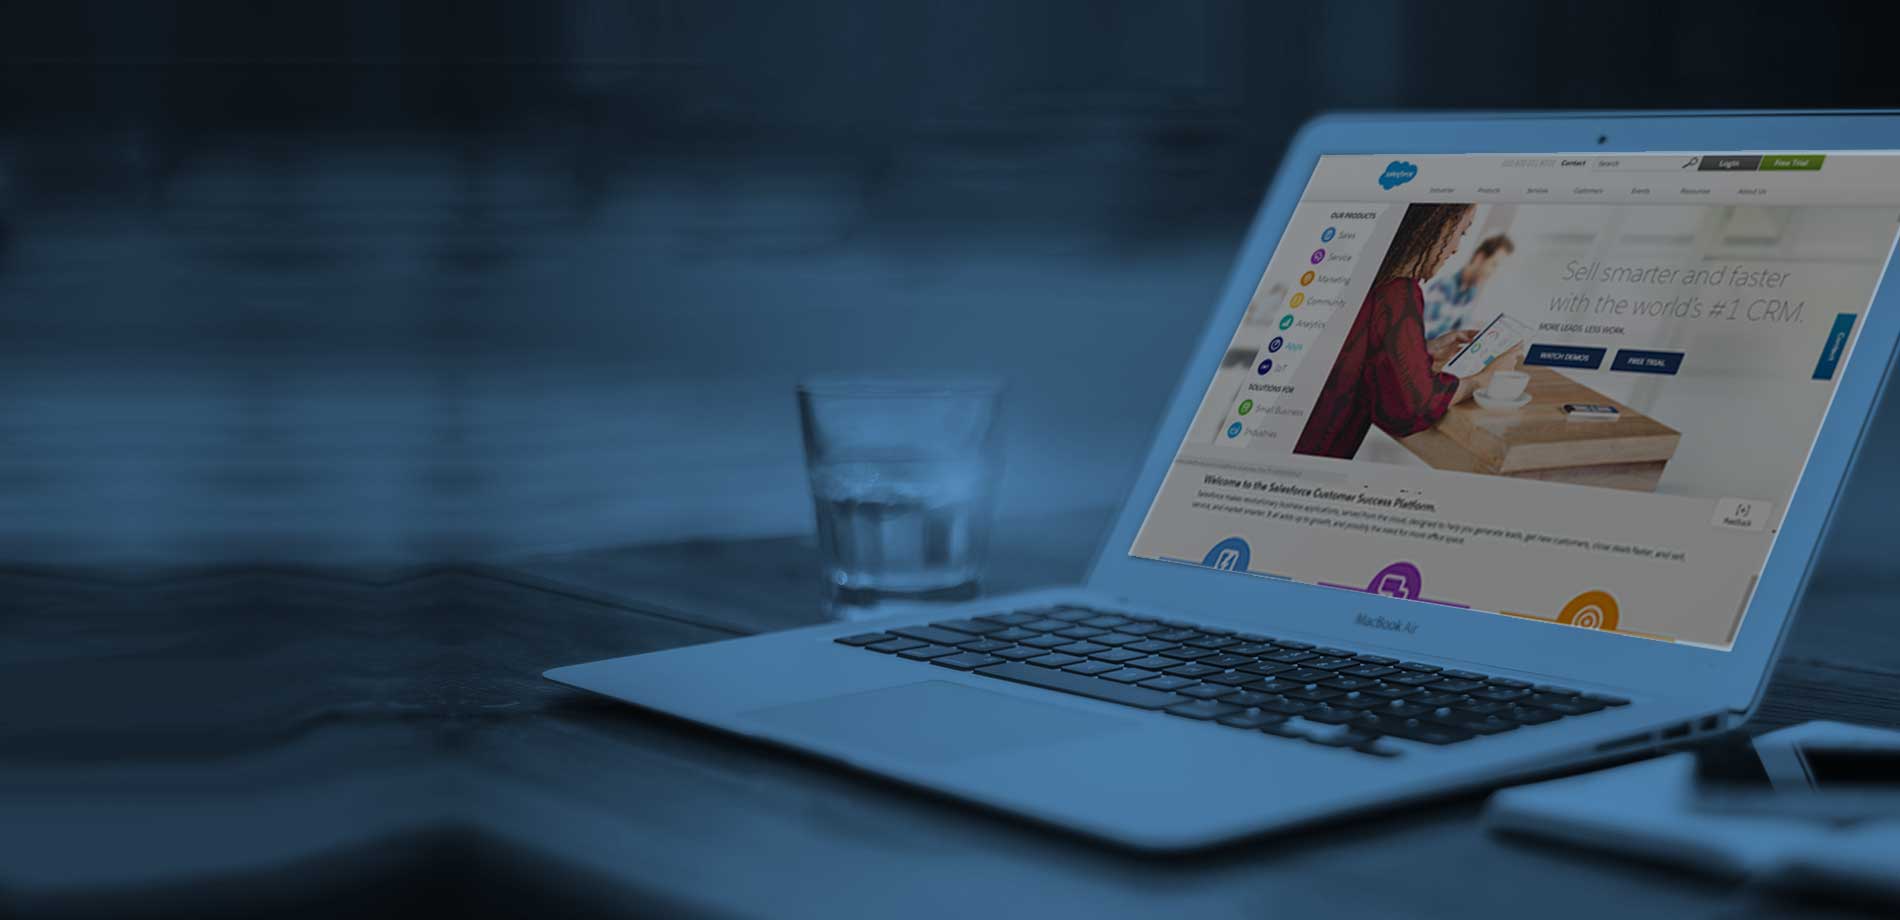 salesforce
Contact Search Login Free Trial
Industries Products Services Customers Events Resources About Us
OUR PRODUCTS
Sales
Service
Marketing
Community
Analytics
Apps
IoT
SOLUTIONS FOR
Small Business
Industries
Sell smarter and faster
with the world's #1 CRM.
MORE LEADS. LESS WORK.
WATCH DEMOS FREE TRIAL
Contact
Feedback
Welcome to the Salesforce Customer Success Platform.
Salesforce makes revolutionary business applications, served from the cloud, designed to help you generate leads, get new customers, close deals faster, and sell,
service, and market smarter. It all adds up to growth, and possibly the need for more office space.
MacBook Air